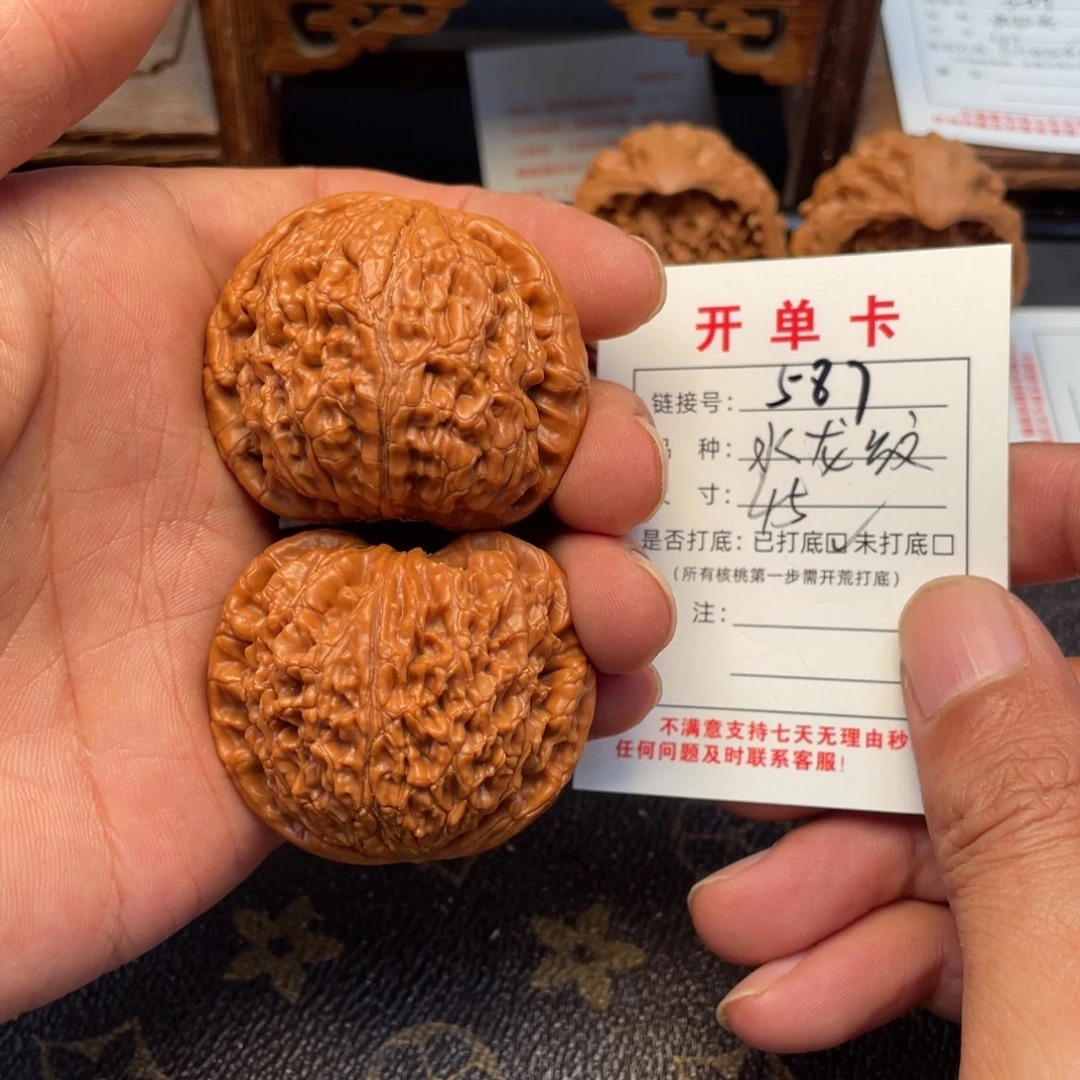 开单卡
链接号：587
种：水龙纹
寸：45
是否打底：已打底☑未打底☐
（所有核桃第一步需开荒打底）
注：
不满意支持七天无理由秒
任何问题及时联系客服！